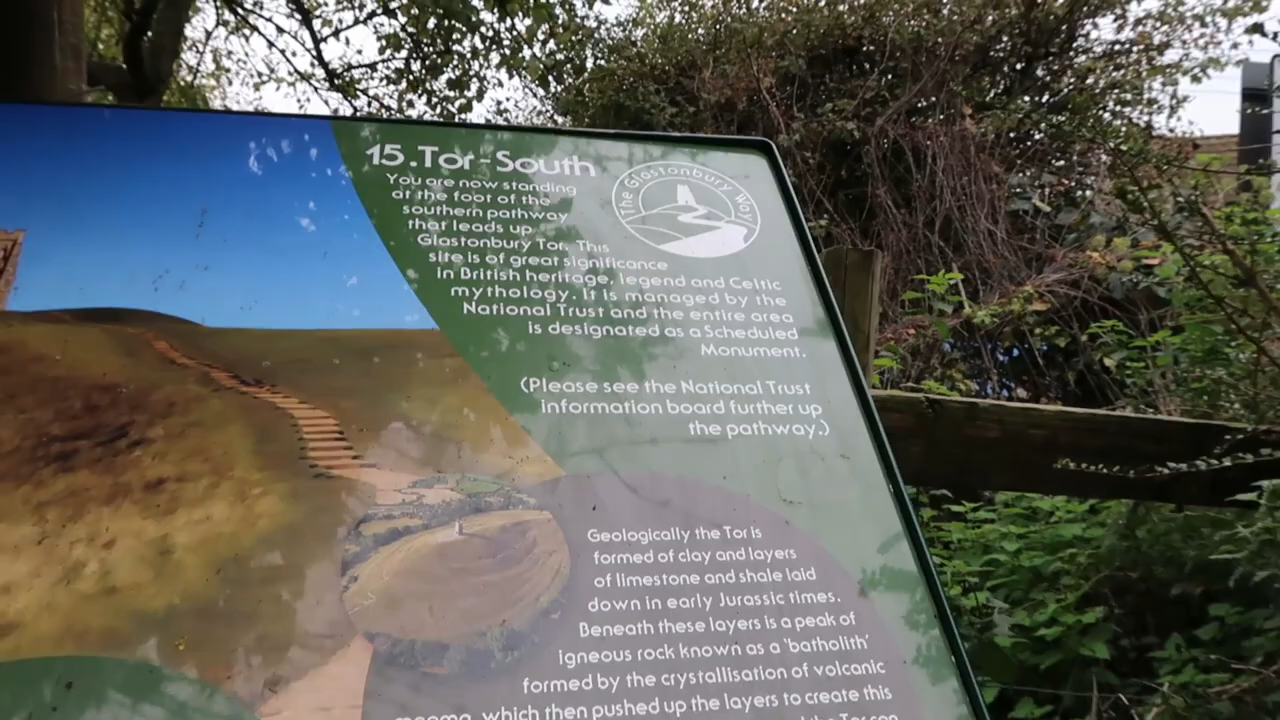 15.Tor-South
The Glastonbury Way
You are now standing
at the foot of the
southern pathway
that leads up
Glastonbury Tor. This
site is of great significance
in British heritage, legend and Celtic
mythology. It is managed by the
National Trust and the entire area
is designated as a Scheduled
Monument.
(Please see the National Trust
information board further up
the pathway.)
Geologically the Tor is
formed of clay and layers
of limestone and shale laid
down in early Jurassic times.
Beneath these layers is a peak of
igneous rock known as a 'batholith'
formed by the crystallisation of volcanic
magma, which then pushed up the layers to create this
the Tor can